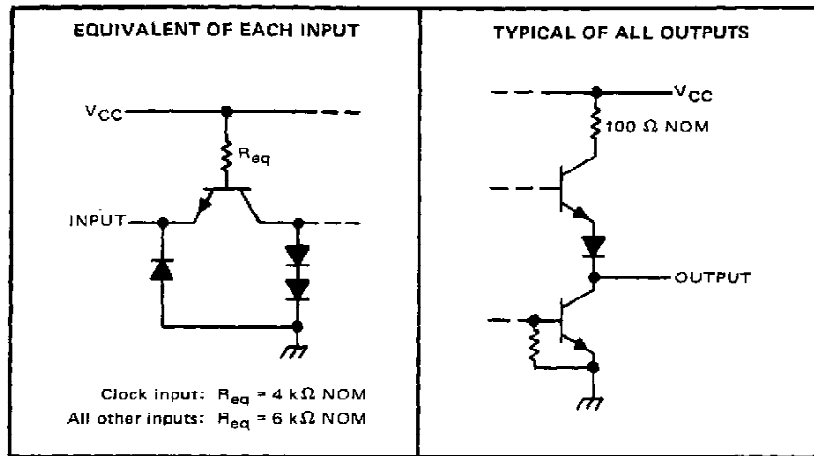 EQUIVALENT OF EACH INPUT
VCC
Req
INPUT
Clock input: Req = 4 kΩ NOM
All other inputs: Req = 6 kΩ NOM
TYPICAL OF ALL OUTPUTS
VCC
100 Ω NOM
OUTPUT